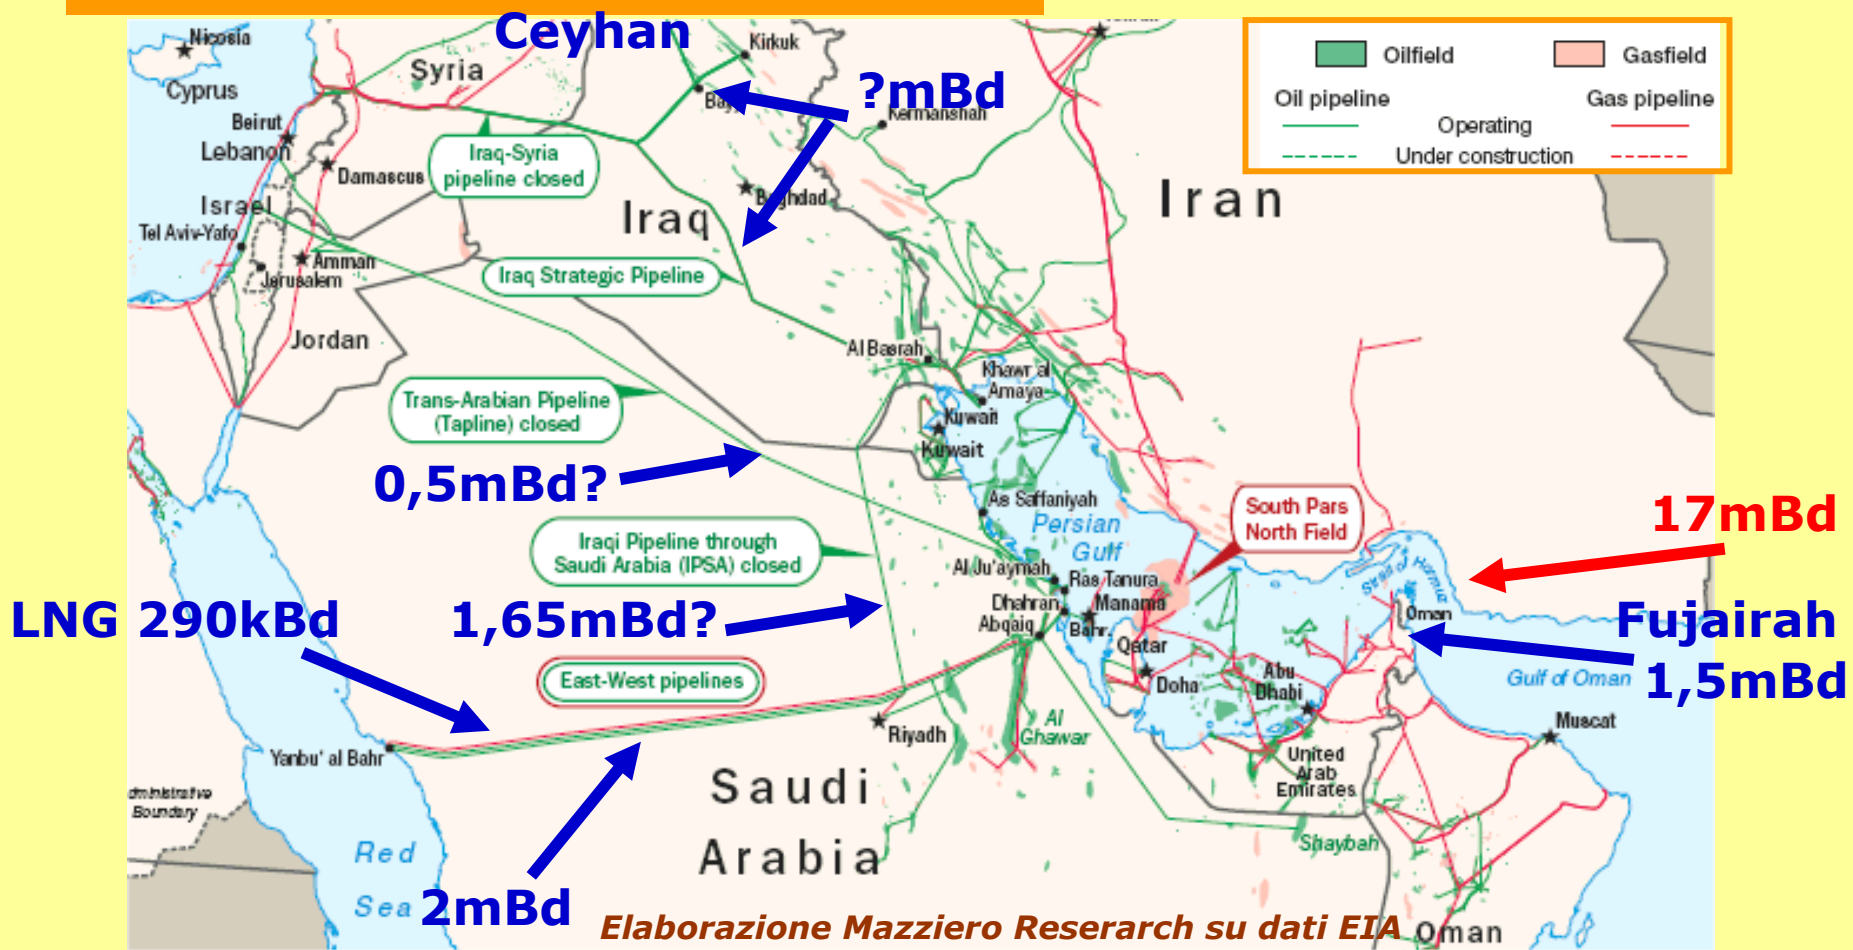 Ceyhan
Nicosia
Cyprus
Syria
Kirkuk
?mBd
Kermanshah
Oilfield
Gasfield
Oil pipeline
Gas pipeline
Operating
Under construction
Beirut
Lebanon
Damascus
Iraq-Syria
pipeline closed
Baghdad
Iraq
Iran
Israel
Tel Aviv-Yafo
Amman
Jerusalem
Iraq Strategic Pipeline
Jordan
Al Basrah
Khawr al
Amaya
Trans-Arabian Pipeline
(Tapline) closed
Kuwait
Kuwait
0,5mBd?
As Saffaniyah
Persian
Gulf
South Pars
North Field
17mBd
Iraqi Pipeline through
Saudi Arabia (IPSA) closed
Al Ju'aymah
Ras Tanura
Strait of Hormuz
LNG 290kBd
1,65mBd?
Dhahran
Manama
Abqaiq
Bahr.
Oman
Fujairah
1,5mBd
Qatar
Doha
Abu
Dhabi
Gulf of Oman
East-West pipelines
Riyadh
Al
Ghawar
Muscat
Yanbu' al Bahr
United
Arab
Emirates
Saudi
Arabia
Boundary
Shaybah
Red
Sea
2mBd
Elaborazione Mazziero Reserarch su dati EIA
Oman